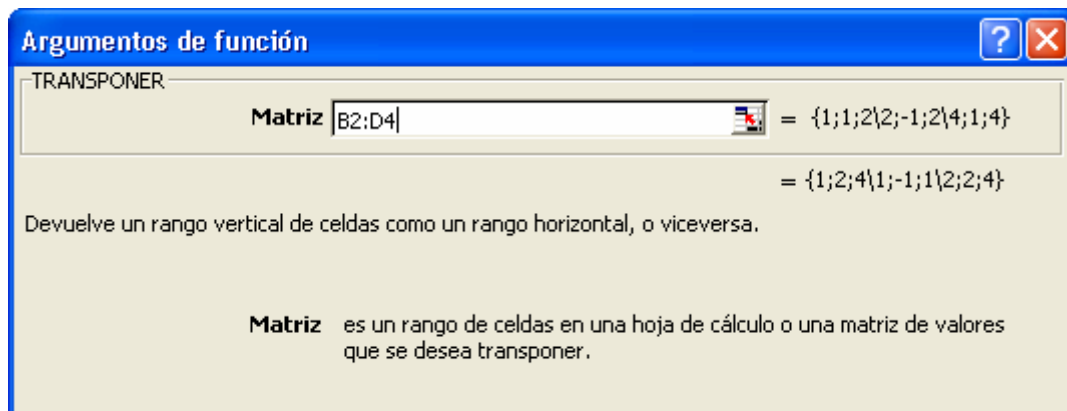 Argumentos de función
TRANSPONER
Matriz B2:D4 = {1;1;2\2;-1;2\4;1;4}
= {1;2;4\1;-1;1\2;2;4}
Devuelve un rango vertical de celdas como un rango horizontal, o viceversa.
Matriz es un rango de celdas en una hoja de cálculo o una matriz de valores
que se desea transponer.